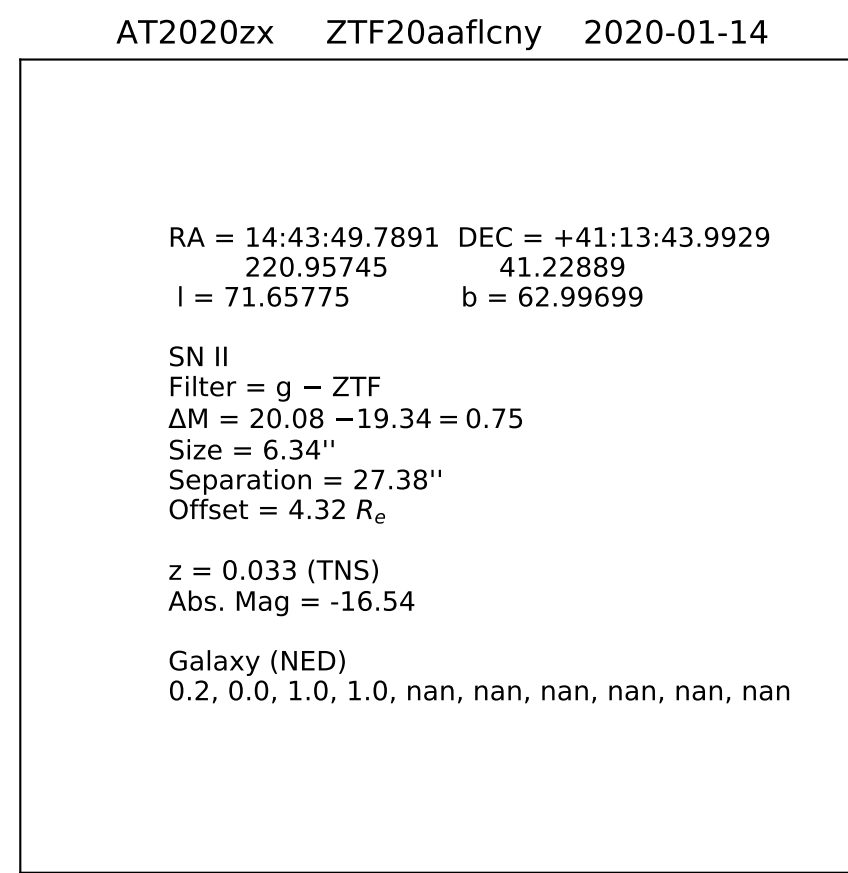 AT2020zx ZTF20aaflcny 2020-01-14
RA = 14:43:49.7891 DEC = +41:13:43.9929
220.95745 41.22889
l = 71.65775 b = 62.99699
SN II
Filter = g − ZTF
ΔM = 20.08 −19.34 = 0.75
Size = 6.34''
Separation = 27.38''
Offset = 4.32 Re
z = 0.033 (TNS)
Abs. Mag = -16.54
Galaxy (NED)
0.2, 0.0, 1.0, 1.0, nan, nan, nan, nan, nan, nan